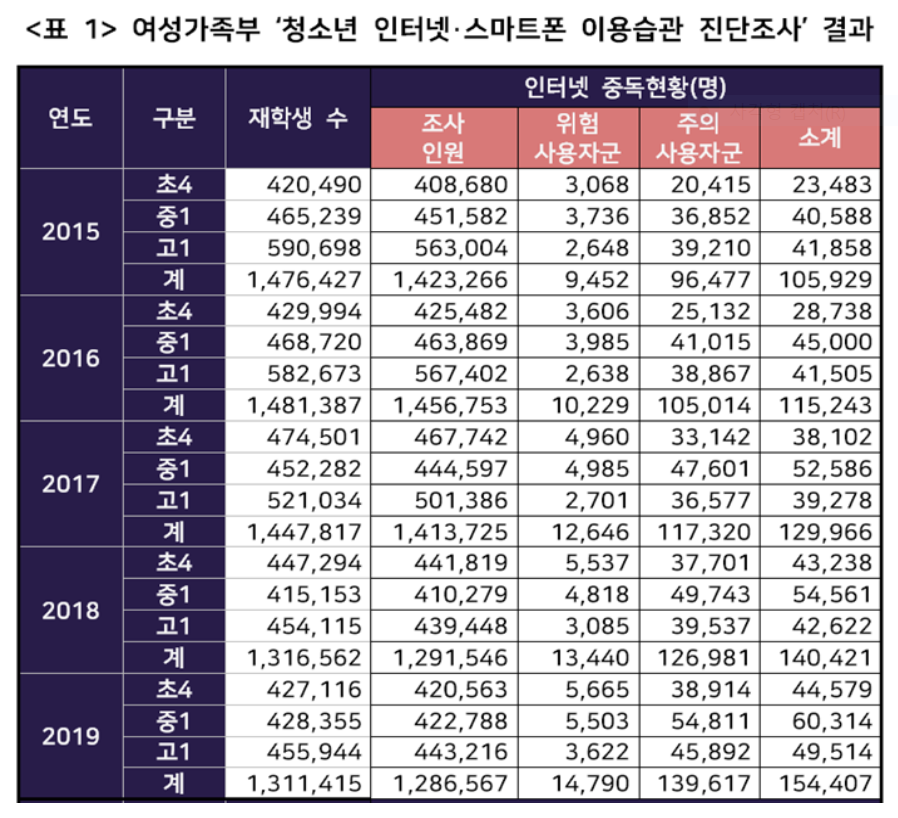 <표 1> 여성가족부 ‘청소년 인터넷·스마트폰 이용습관 진단조사’ 결과
연도 구분 재학생 수 인터넷 중독현황(명)
조사 인원 위험 사용자군 주의 사용자군 소계
2015 초4 420,490 408,680 3,068 20,415 23,483
중1 465,239 451,582 3,736 36,852 40,588
고1 590,698 563,004 2,648 39,210 41,858
계 1,476,427 1,423,266 9,452 96,477 105,929
2016 초4 429,994 425,482 3,606 25,132 28,738
중1 468,720 463,869 3,985 41,015 45,000
고1 582,673 567,402 2,638 38,867 41,505
계 1,481,387 1,456,753 10,229 105,014 115,243
2017 초4 474,501 467,742 4,960 33,142 38,102
중1 452,282 444,597 4,985 47,601 52,586
고1 521,034 501,386 2,701 36,577 39,278
계 1,447,817 1,413,725 12,646 117,320 129,966
2018 초4 447,294 441,819 5,537 37,701 43,238
중1 415,153 410,279 4,818 49,743 54,561
고1 454,115 439,448 3,085 39,537 42,622
계 1,316,562 1,291,546 13,440 126,981 140,421
2019 초4 427,116 420,563 5,665 38,914 44,579
중1 428,355 422,788 5,503 54,811 60,314
고1 455,944 443,216 3,622 45,892 49,514
계 1,311,415 1,286,567 14,790 139,617 154,407